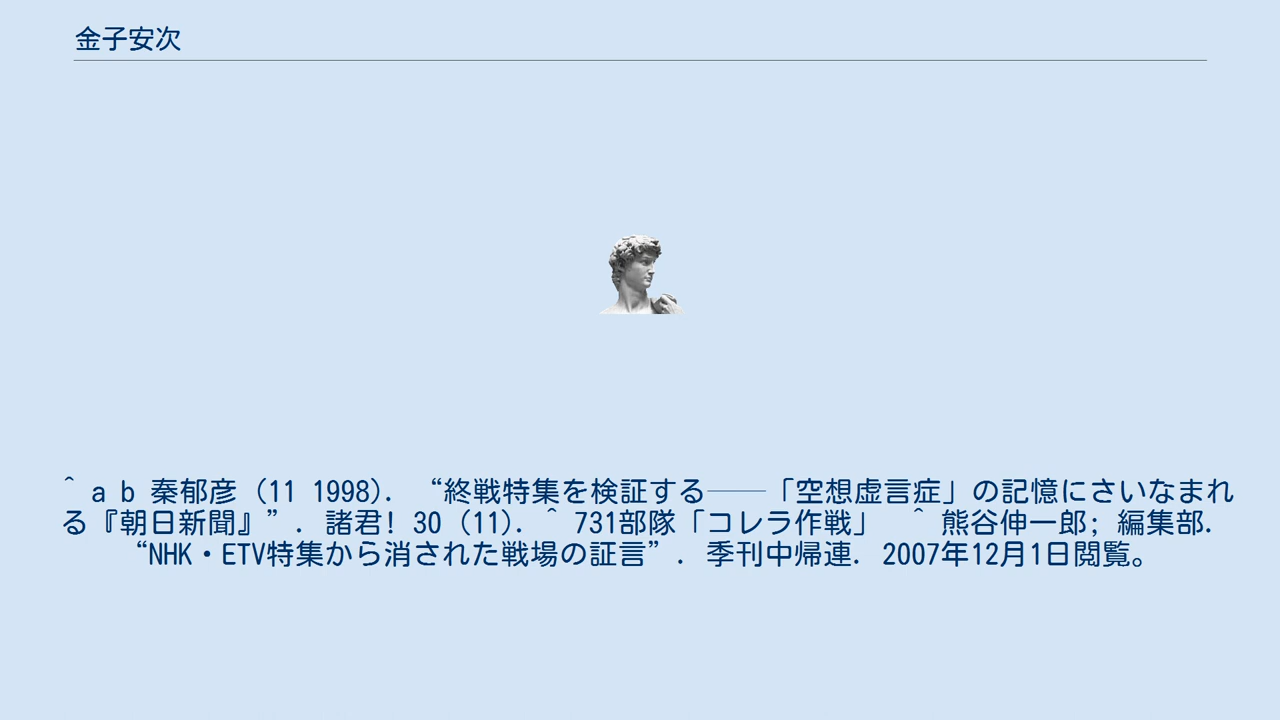 金子安次
^ a b 秦郁彦 (11 1998). “終戦特集を検証する──「空想虚言症」の記憶にさいなまれ
る『朝日新聞』”. 諸君! 30 (11). ^ 731部隊「コレラ作戦」 ^ 熊谷伸一郎; 編集部.
“NHK・ETV特集から消された戦場の証言”. 季刊中帰連. 2007年12月1日閲覧。